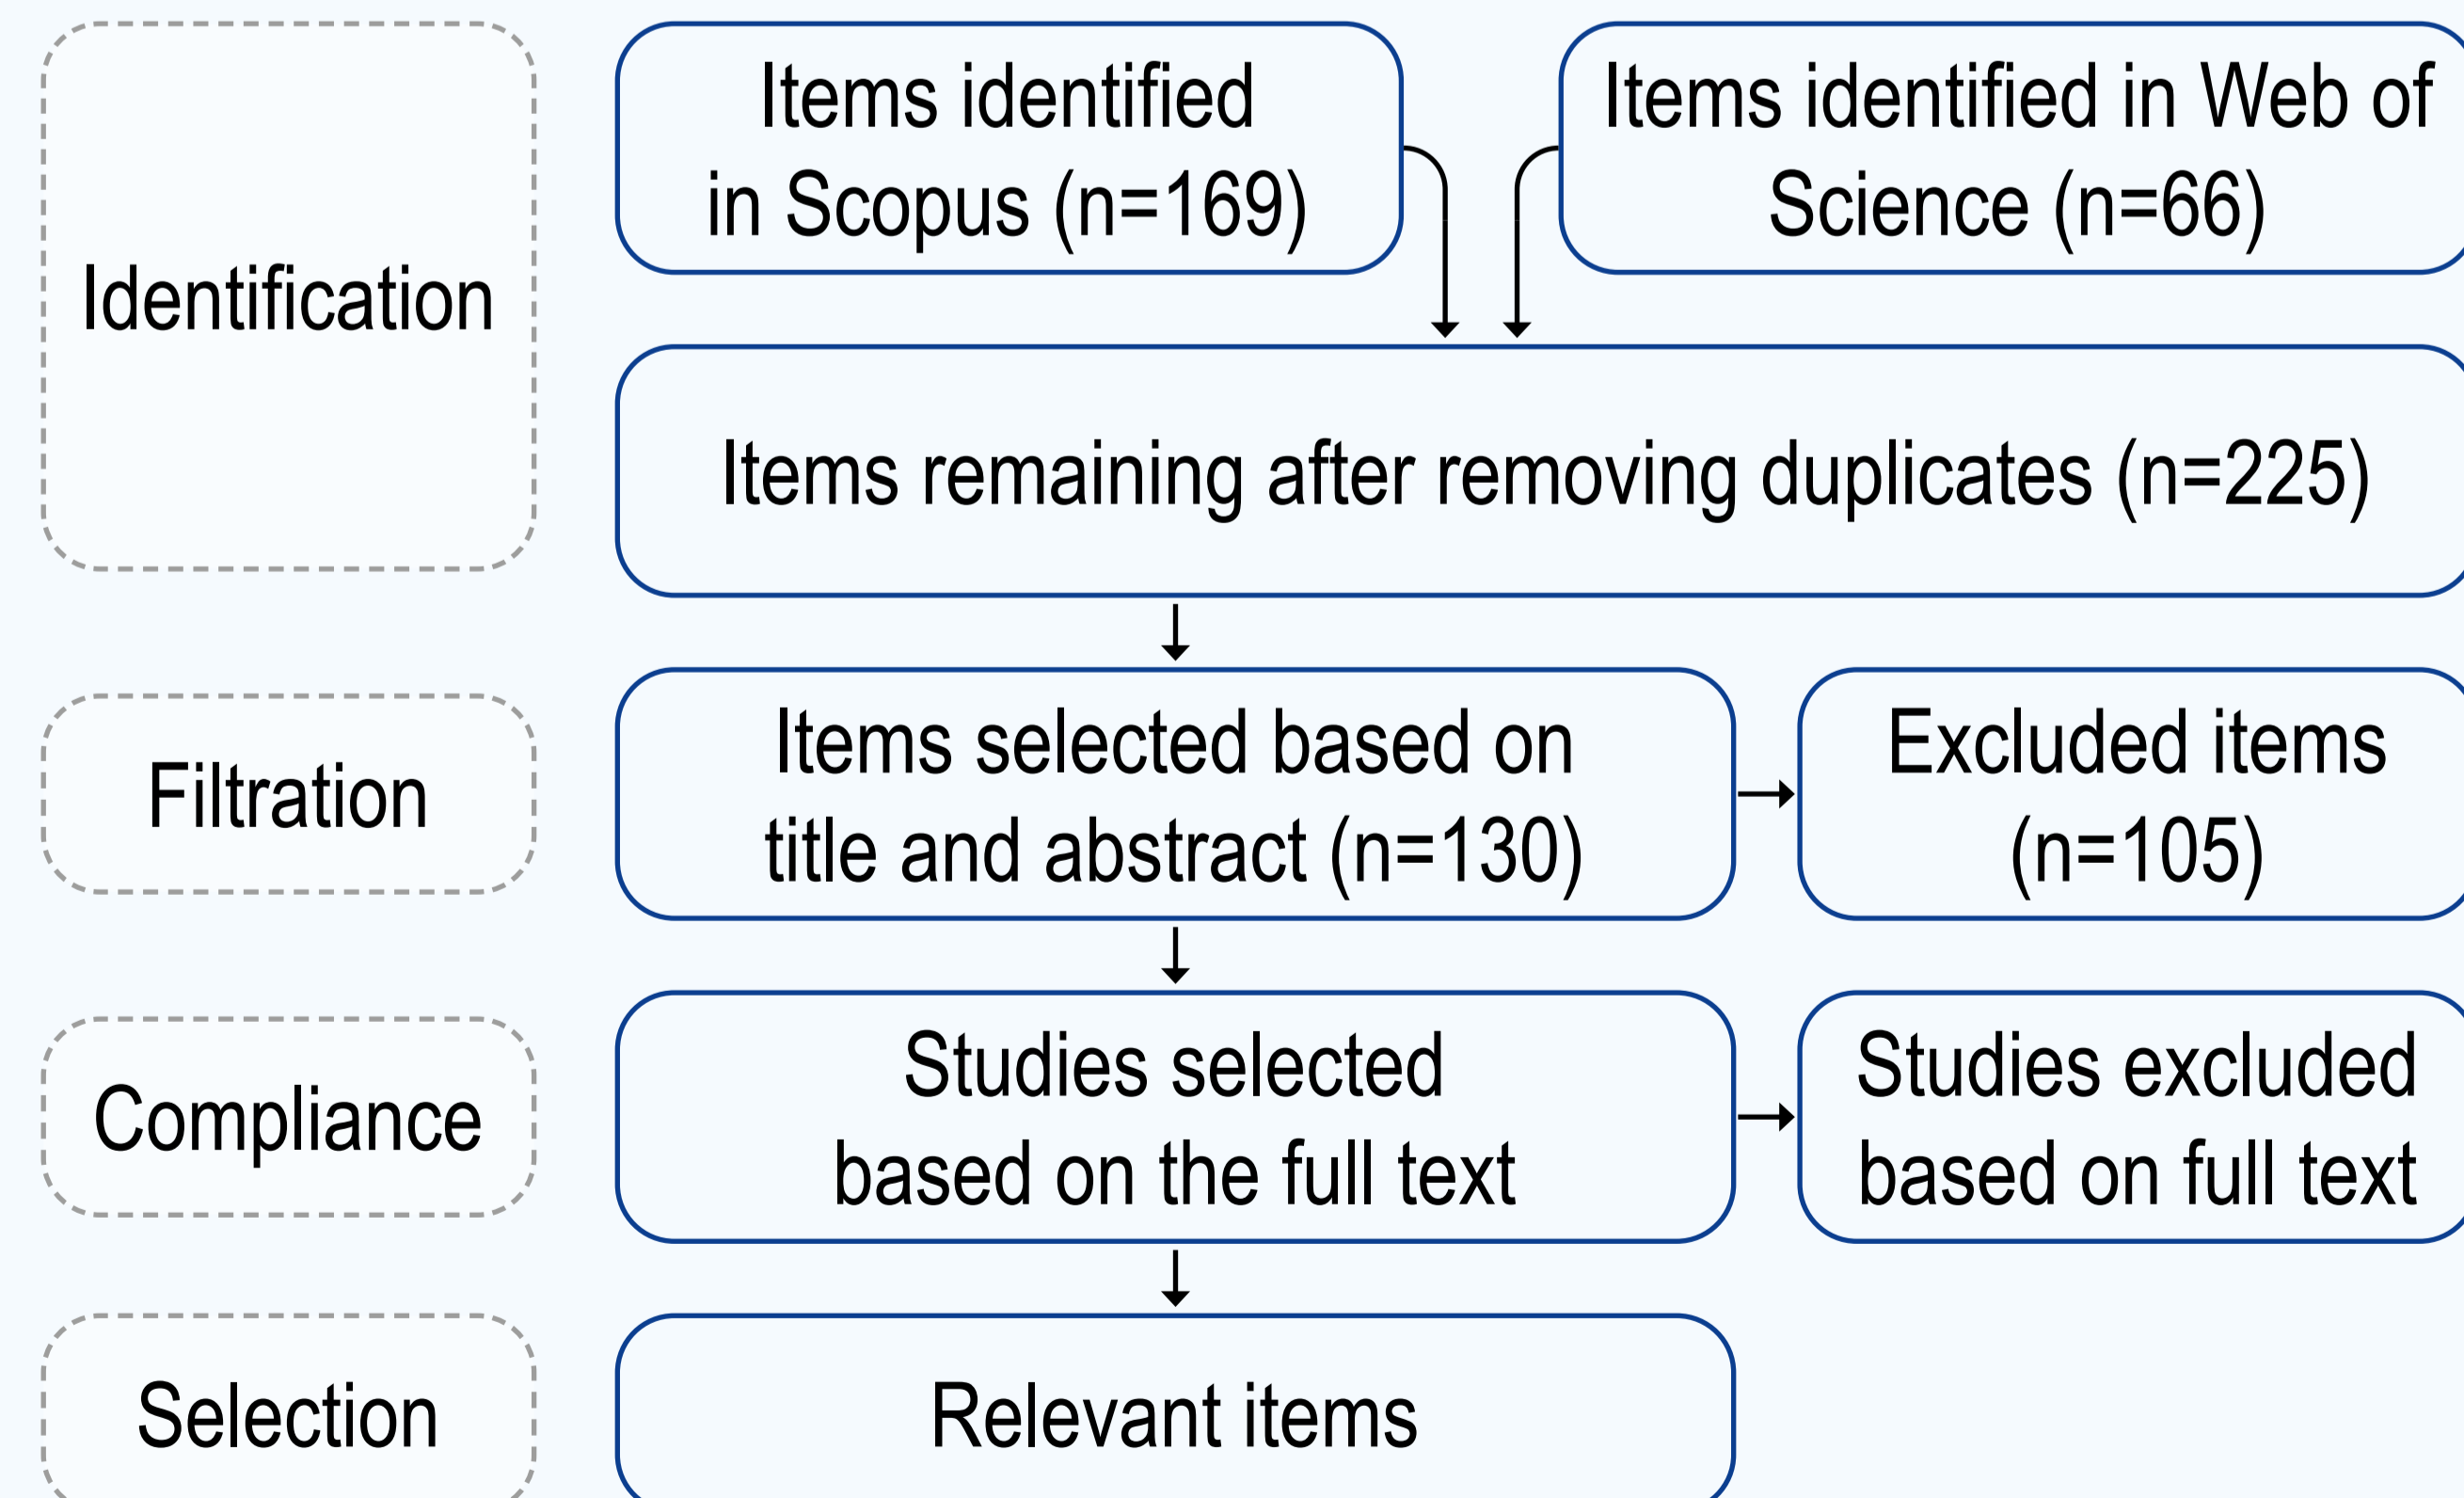 Identification
Items identified
in Scopus (n=169)
Items identified in Web of
Science (n=66)
Items remaining after removing duplicates (n=225)
Filtration
Items selected based on
title and abstract (n=130)
Excluded items
(n=105)
Compliance
Studies selected
based on the full text
Studies excluded
based on full text
Selection
Relevant items